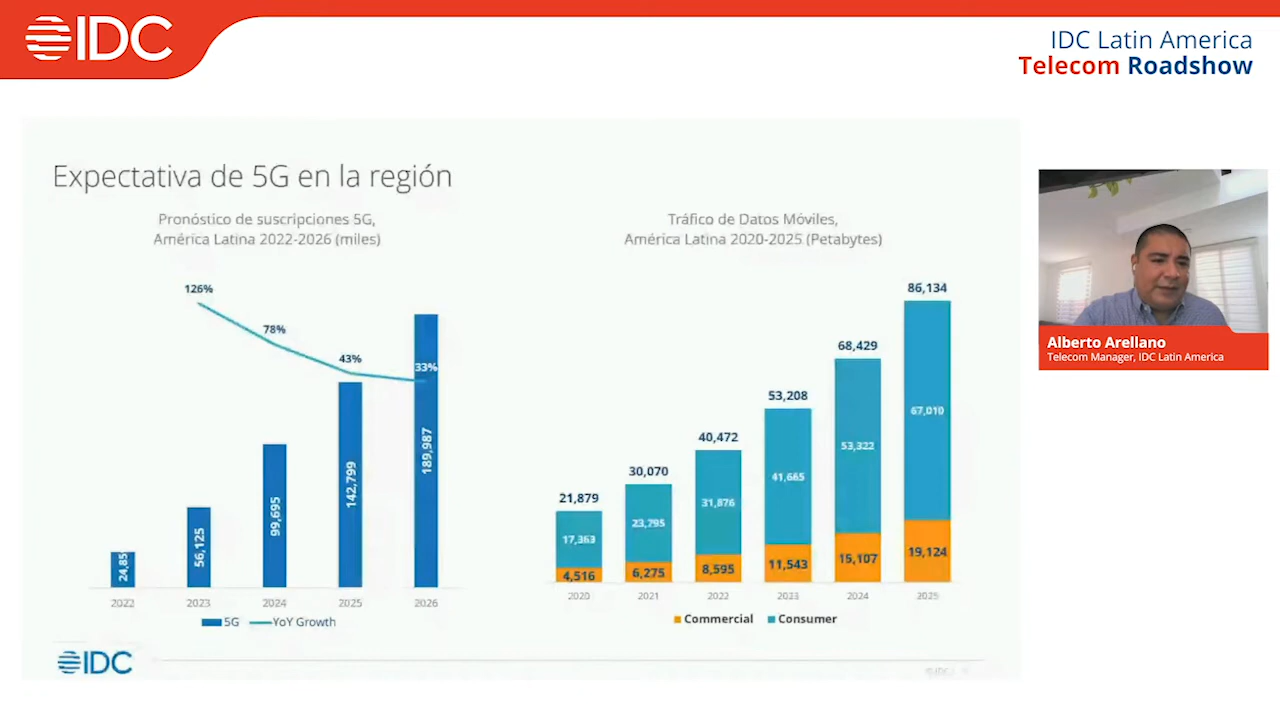 IDC
IDC Latin America
Telecom Roadshow
Expectativa de 5G en la región
Pronóstico de suscripciones 5G,
América Latina 2022-2026 (miles)
126%
78%
43%
33%
24,85
56,125
99,695
142,799
189,987
2022 2023 2024 2025 2026
5G YoY Growth
Tráfico de Datos Móviles,
América Latina 2020-2025 (Petabytes)
21,879
30,070
40,472
53,208
68,429
86,134
17,363
23,795
31,876
41,665
53,322
67,010
4,516
6,275
8,595
11,543
15,107
19,124
2020 2021 2022 2023 2024 2025
Commercial Consumer
IDC
Alberto Arellano
Telecom Manager, IDC Latin America